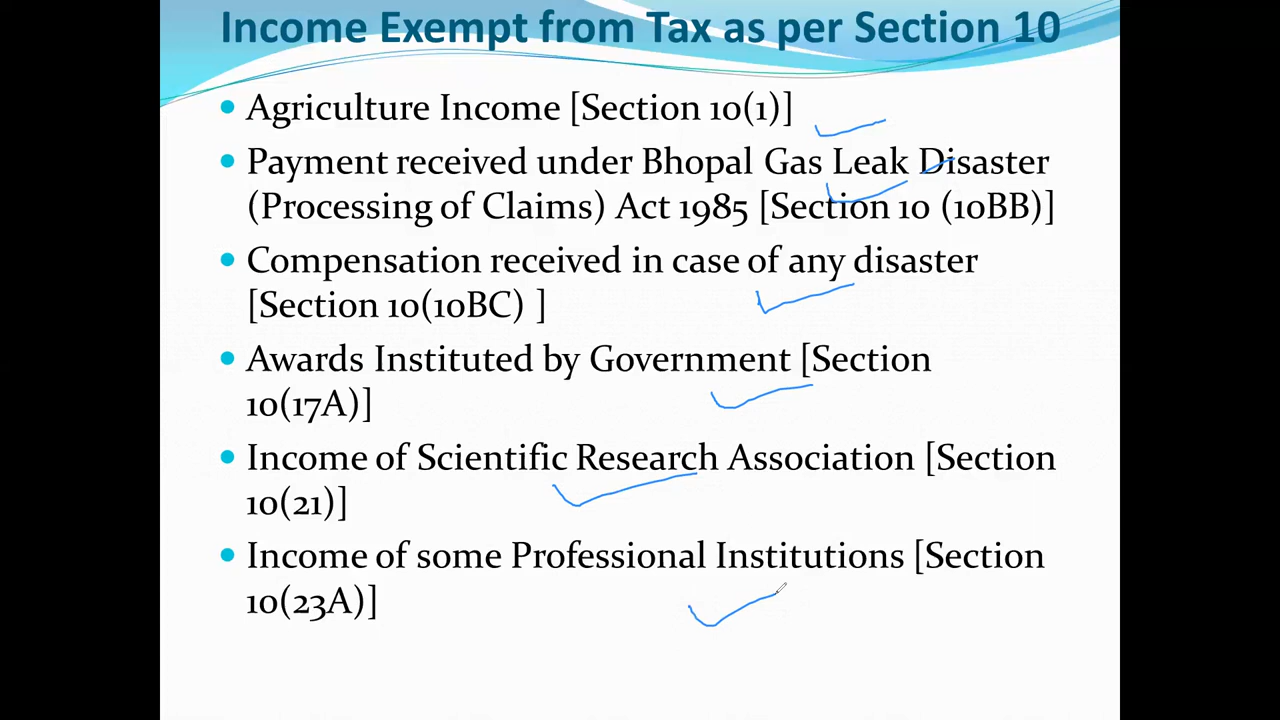 Income Exempt from Tax as per Section 10
• Agriculture Income [Section 10(1)]
• Payment received under Bhopal Gas Leak Disaster
(Processing of Claims) Act 1985 [Section 10 (10BB)]
• Compensation received in case of any disaster
[Section 10(10BC) ]
• Awards Instituted by Government [Section
10(17A)]
• Income of Scientific Research Association [Section
10(21)]
• Income of some Professional Institutions [Section
10(23A)]